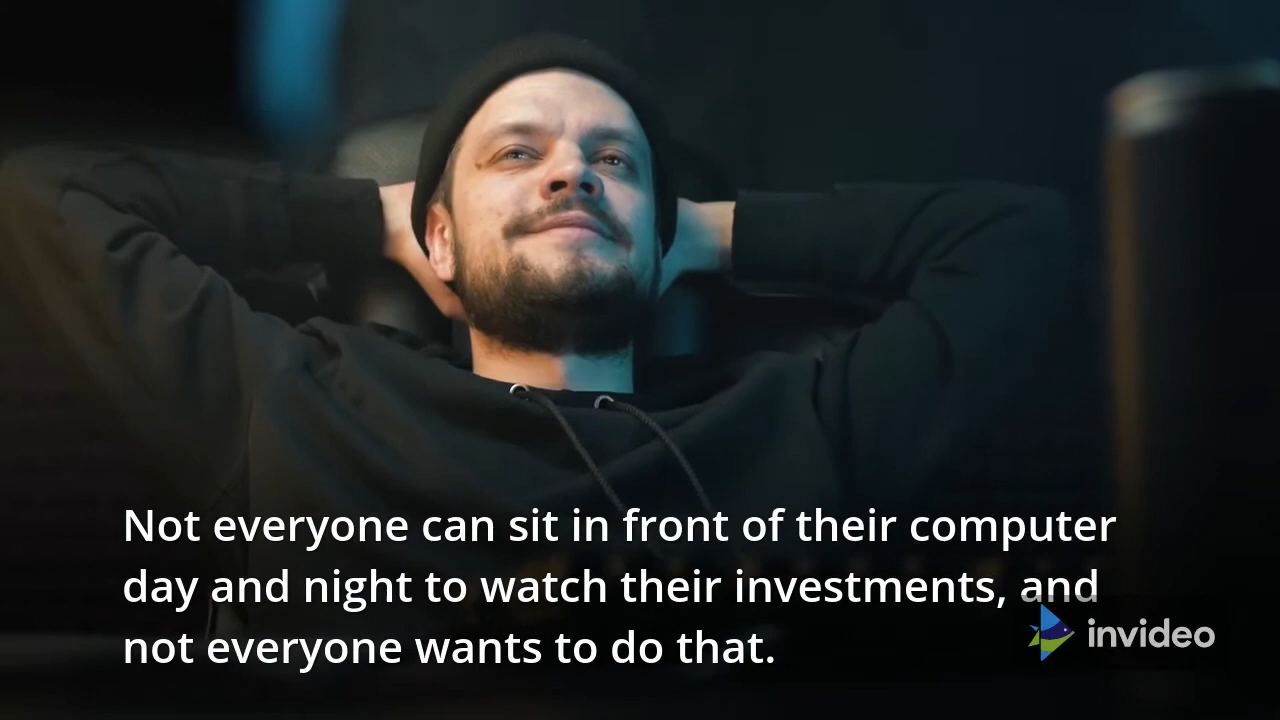 Not everyone can sit in front of their computer
day and night to watch their investments, and
not everyone wants to do that.
invideo